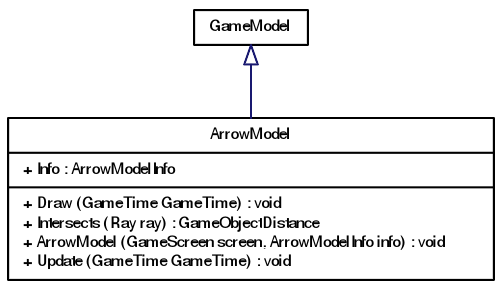 GameModel
ArrowModel
+ Info : ArrowModelInfo
+ Draw (GameTime GameTime) : void
+ Intersects (Ray ray) : GameObjectDistance
+ ArrowModel (GameScreen screen, ArrowModelInfo info) : void
+ Update (GameTime GameTime) : void